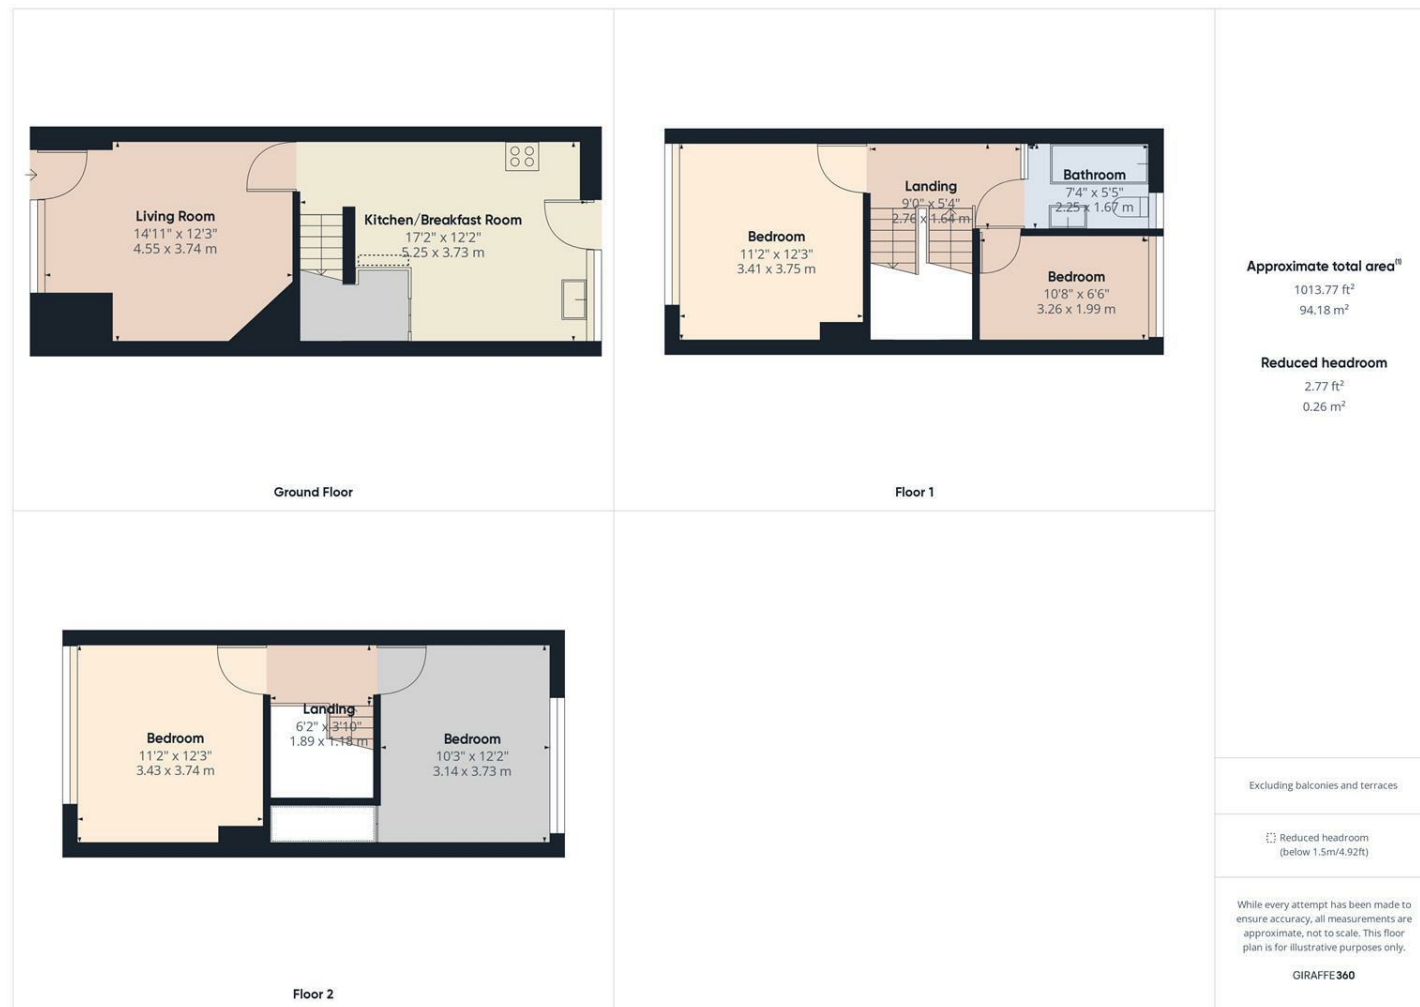 Living Room
14'11" x 12'3"
4.55 x 3.74 m
Kitchen/Breakfast Room
17'2" x 12'2"
5.25 x 3.73 m
Ground Floor
Bedroom
11'2" x 12'3"
3.41 x 3.75 m
Landing
9'0" x 5'4"
2.76 x 1.64 m
Bathroom
7'4" x 5'5"
2.25 x 1.67 m
Bedroom
10'8" x 6'6"
3.26 x 1.99 m
Floor 1
Bedroom
11'2" x 12'3"
3.43 x 3.74 m
Landing
6'2" x 3'10"
1.89 x 1.18 m
Bedroom
10'3" x 12'2"
3.14 x 3.73 m
Floor 2
Approximate total area⁽¹⁾
1013.77 ft²
94.18 m²
Reduced headroom
2.77 ft²
0.26 m²
Excluding balconies and terraces
Reduced headroom
(below 1.5m/4.92ft)
While every attempt has been made to
ensure accuracy, all measurements are
approximate, not to scale. This floor
plan is for illustrative purposes only.
GIRAFFE360